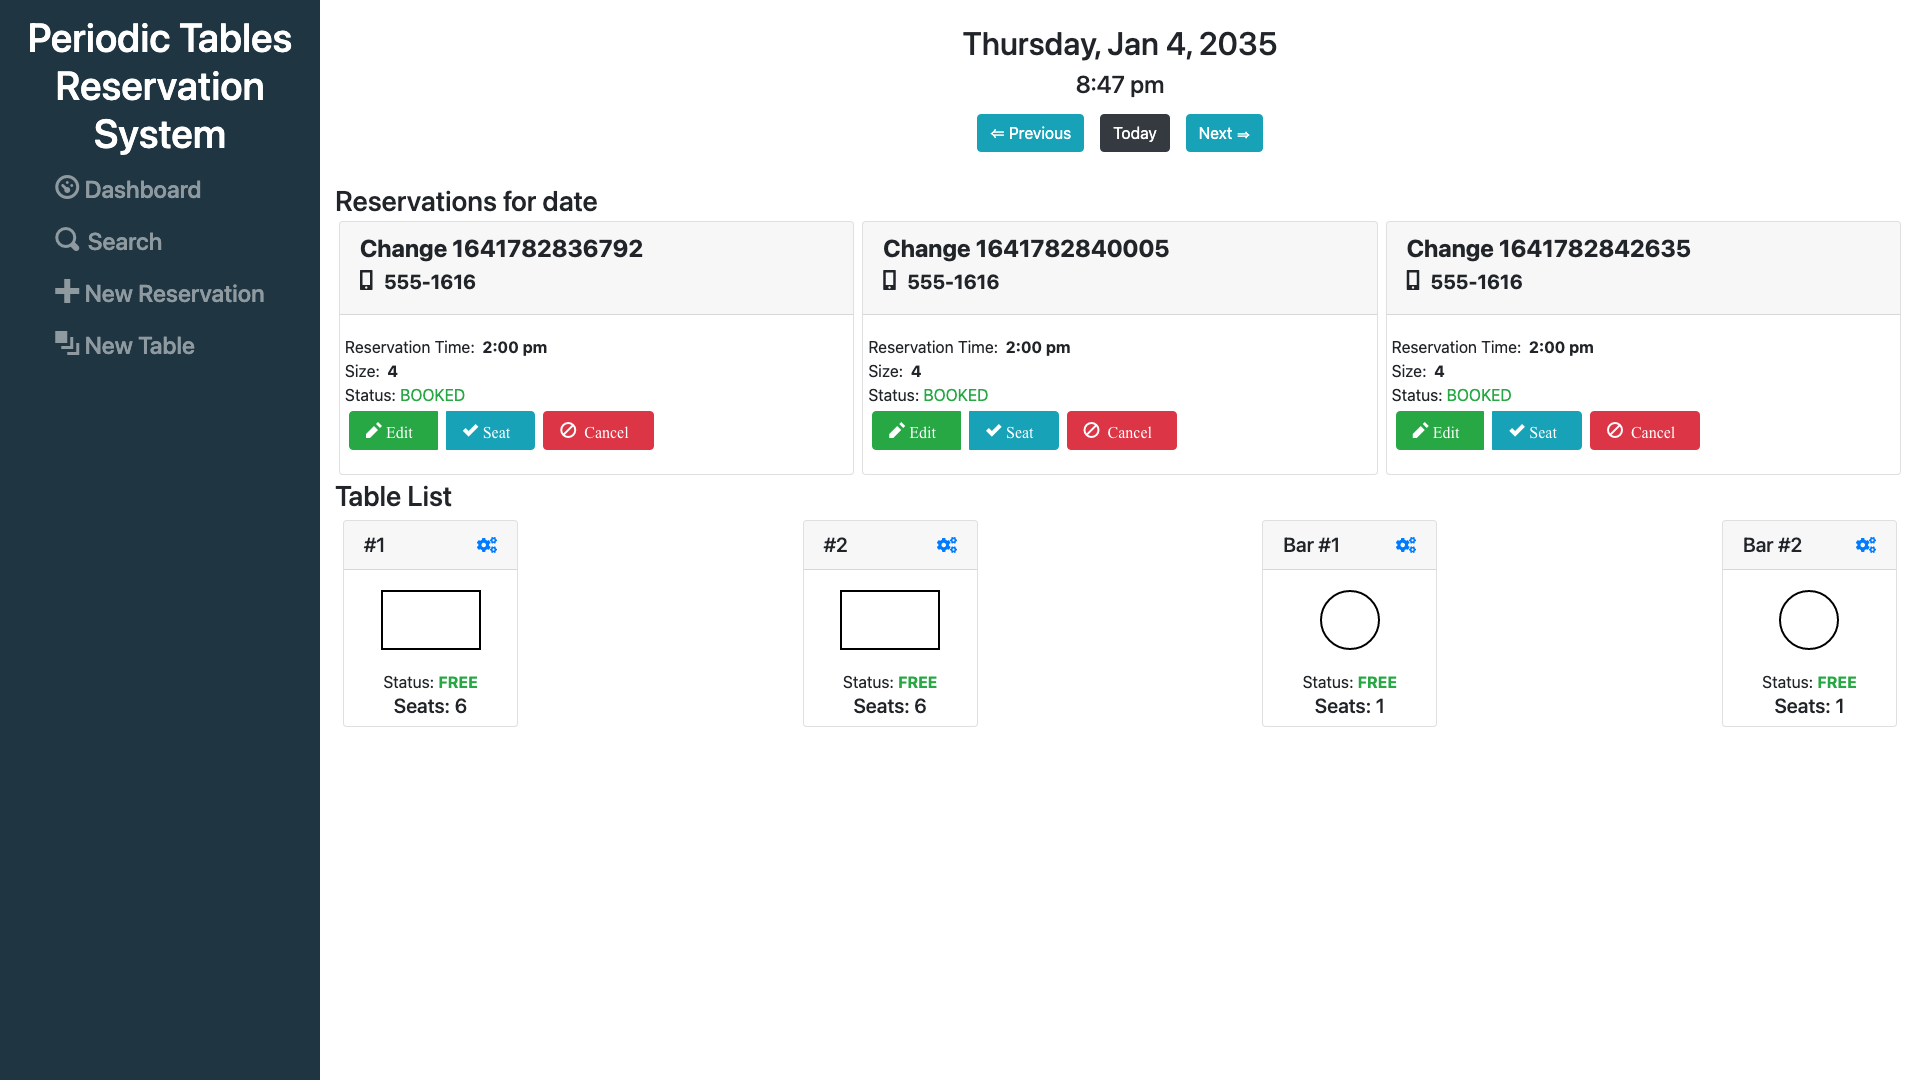 Periodic Tables
Reservation
System
Dashboard
Search
New Reservation
New Table
Thursday, Jan 4, 2035
8:47 pm
⇐ Previous Today Next ⇒
Reservations for date
Change 1641782836792
555-1616
Reservation Time: 2:00 pm
Size: 4
Status: BOOKED
Edit Seat Cancel
Change 1641782840005
555-1616
Reservation Time: 2:00 pm
Size: 4
Status: BOOKED
Edit Seat Cancel
Change 1641782842635
555-1616
Reservation Time: 2:00 pm
Size: 4
Status: BOOKED
Edit Seat Cancel
Table List
#1
Status: FREE
Seats: 6
#2
Status: FREE
Seats: 6
Bar #1
Status: FREE
Seats: 1
Bar #2
Status: FREE
Seats: 1